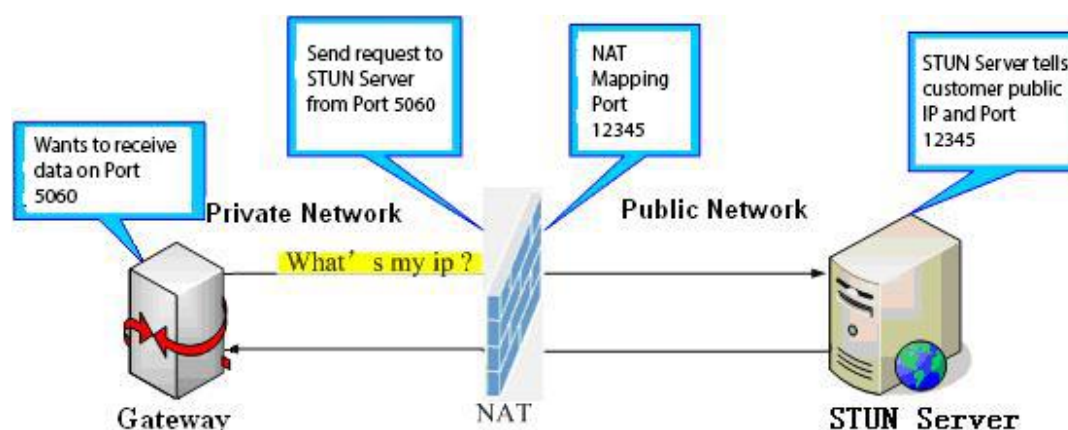 Send request to
STUN Server
from Port 5060
NAT
Mapping
Port
12345
STUN Server tells
customer public
IP and Port
12345
Wants to receive
data on Port
5060
Private Network
Public Network
What's my ip ?
Gateway
NAT
STUN Server